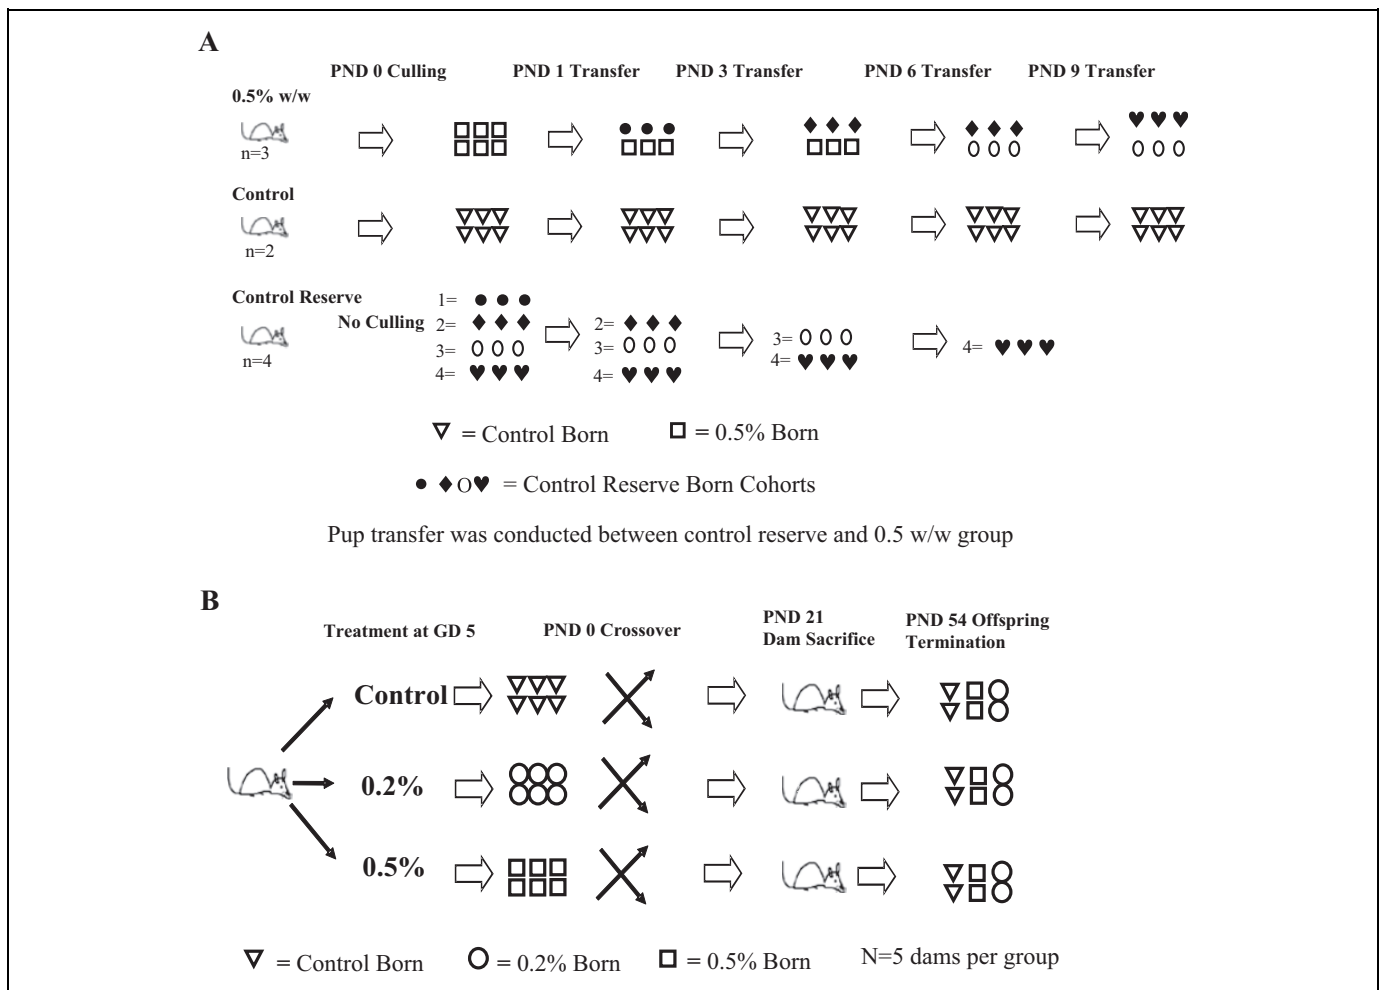 A
PND 0 Culling PND 1 Transfer PND 3 Transfer PND 6 Transfer PND 9 Transfer
0.5% w/w
n=3
Control
n=2
Control Reserve
No Culling
n=4
1=
2=
3=
4=
2=
3=
4=
3=
4=
4=
= Control Born = 0.5% Born
= Control Reserve Born Cohorts
Pup transfer was conducted between control reserve and 0.5 w/w group
B
Treatment at GD 5 PND 0 Crossover PND 21 Dam Sacrifice PND 54 Offspring Termination
Control
0.2%
0.5%
= Control Born = 0.2% Born = 0.5% Born N=5 dams per group